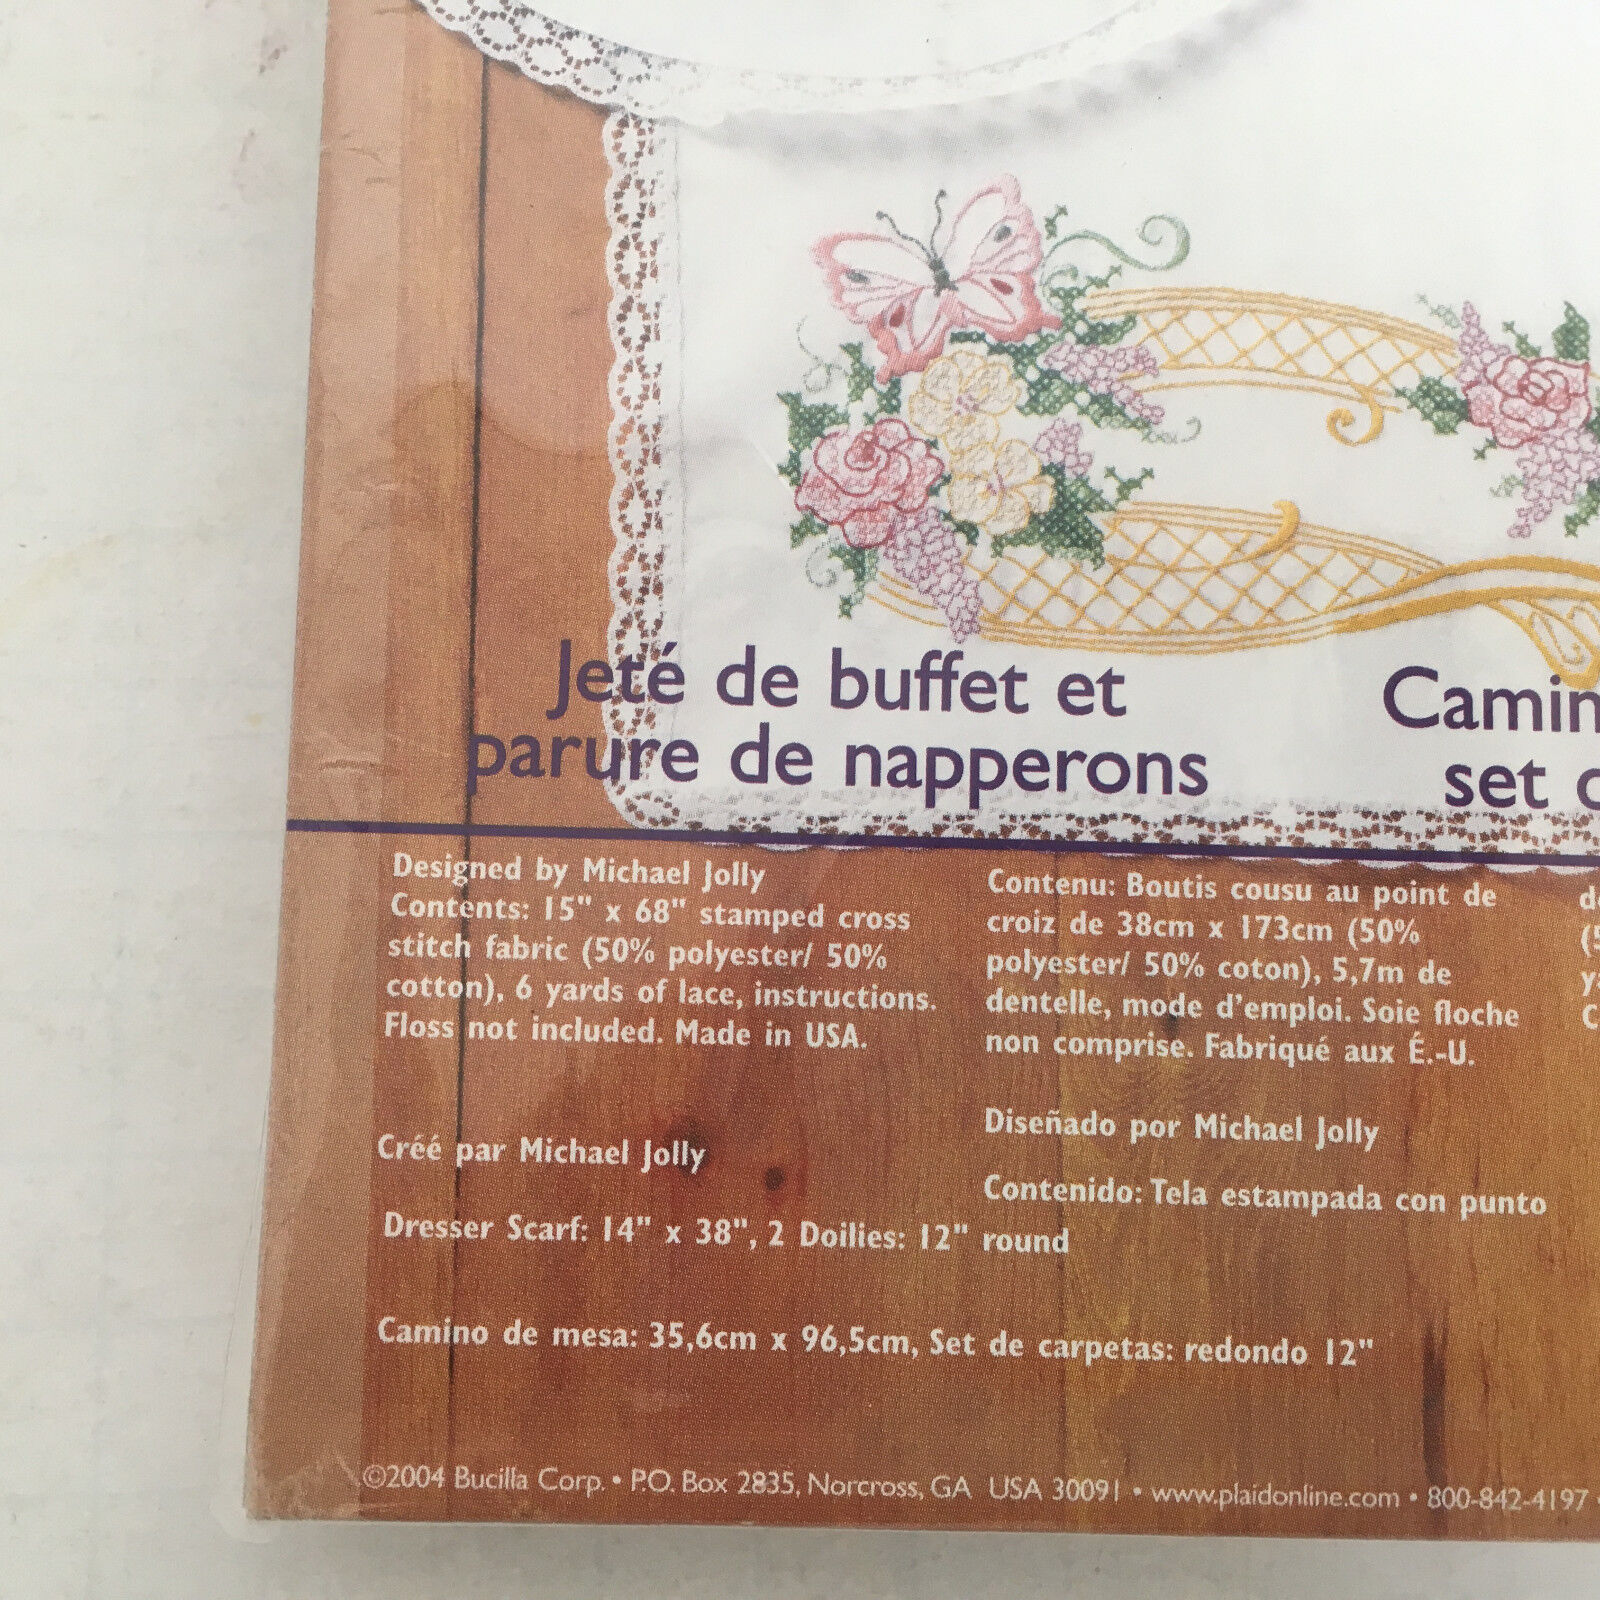 Jeté de buffet et
parure de napperons
set
Designed by Michael Jolly
Contents: 15" x 68" stamped cross
stitch fabric (50% polyester/ 50%
cotton), 6 yards of lace, instructions.
Floss not included. Made in USA.
Créé par Michael Jolly
Contenu: Boutis cousu au point de
croiz de 38cm x 173cm (50%
polyester/ 50% coton), 5,7m de
dentelle, mode d'emploi. Soie floche
non comprise. Fabriqué aux É.-U.
Diseñado por Michael Jolly
Contenido: Tela estampada con punto
Dresser Scarf: 14" x 38", 2 Doilies: 12" round
Camino de mesa: 35,6cm x 96,5cm, Set de carpetas: redondo 12"
©2004 Bucilla Corp. • P.O. Box 2835, Norcross, GA USA 30091 • www.plaidonline.com • 800-842-4197